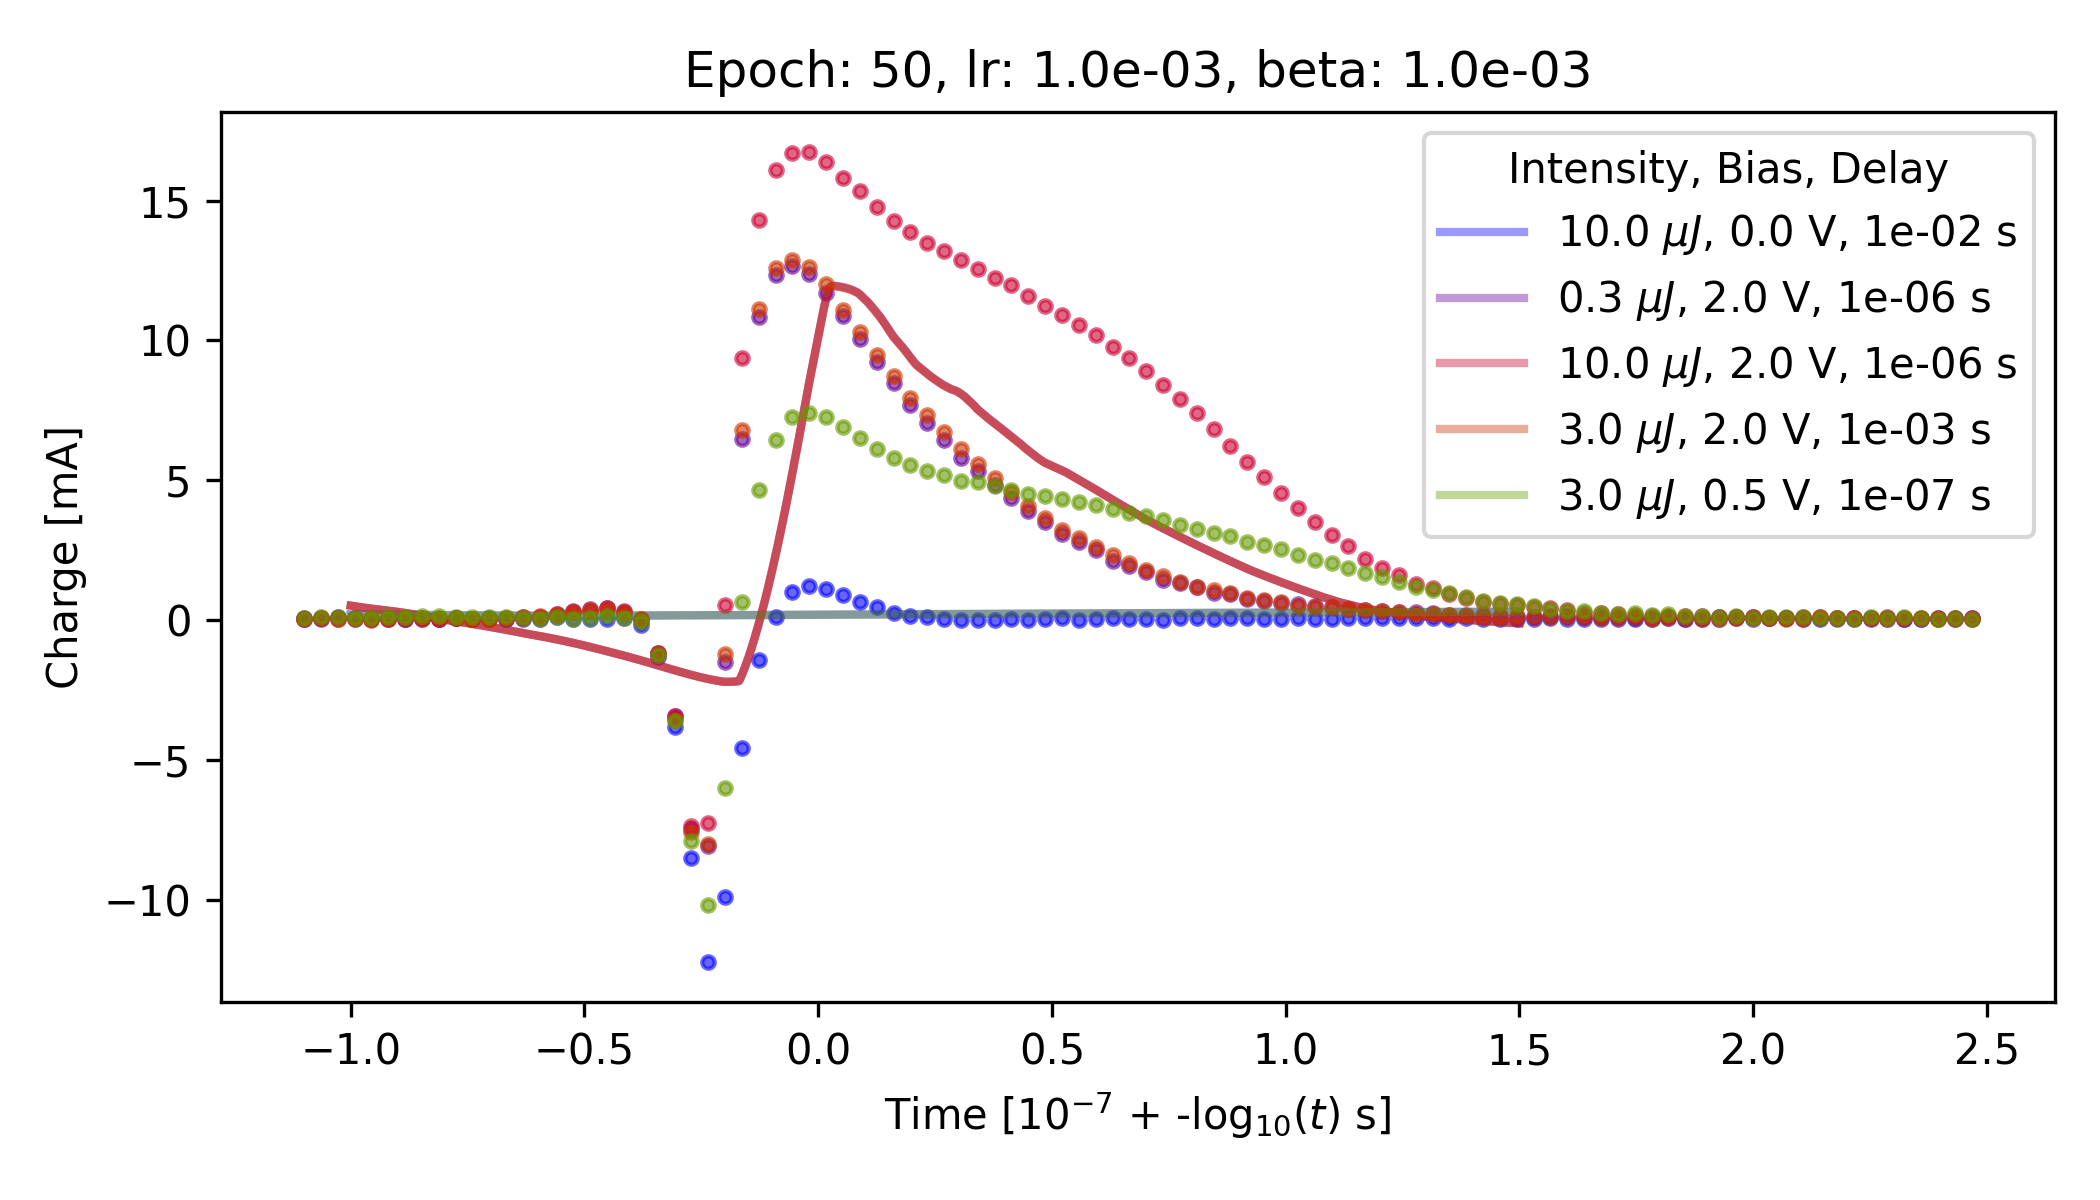 Epoch: 50, lr: 1.0e-03, beta: 1.0e-03
Intensity, Bias, Delay
10.0 μJ, 0.0 V, 1e-02 s
0.3 μJ, 2.0 V, 1e-06 s
10.0 μJ, 2.0 V, 1e-06 s
3.0 μJ, 2.0 V, 1e-03 s
3.0 μJ, 0.5 V, 1e-07 s
Charge [mA]
15
10
5
0
−5
−10
−1.0 −0.5 0.0 0.5 1.0 1.5 2.0 2.5
Time [10⁻⁷ + -log₁₀(t) s]